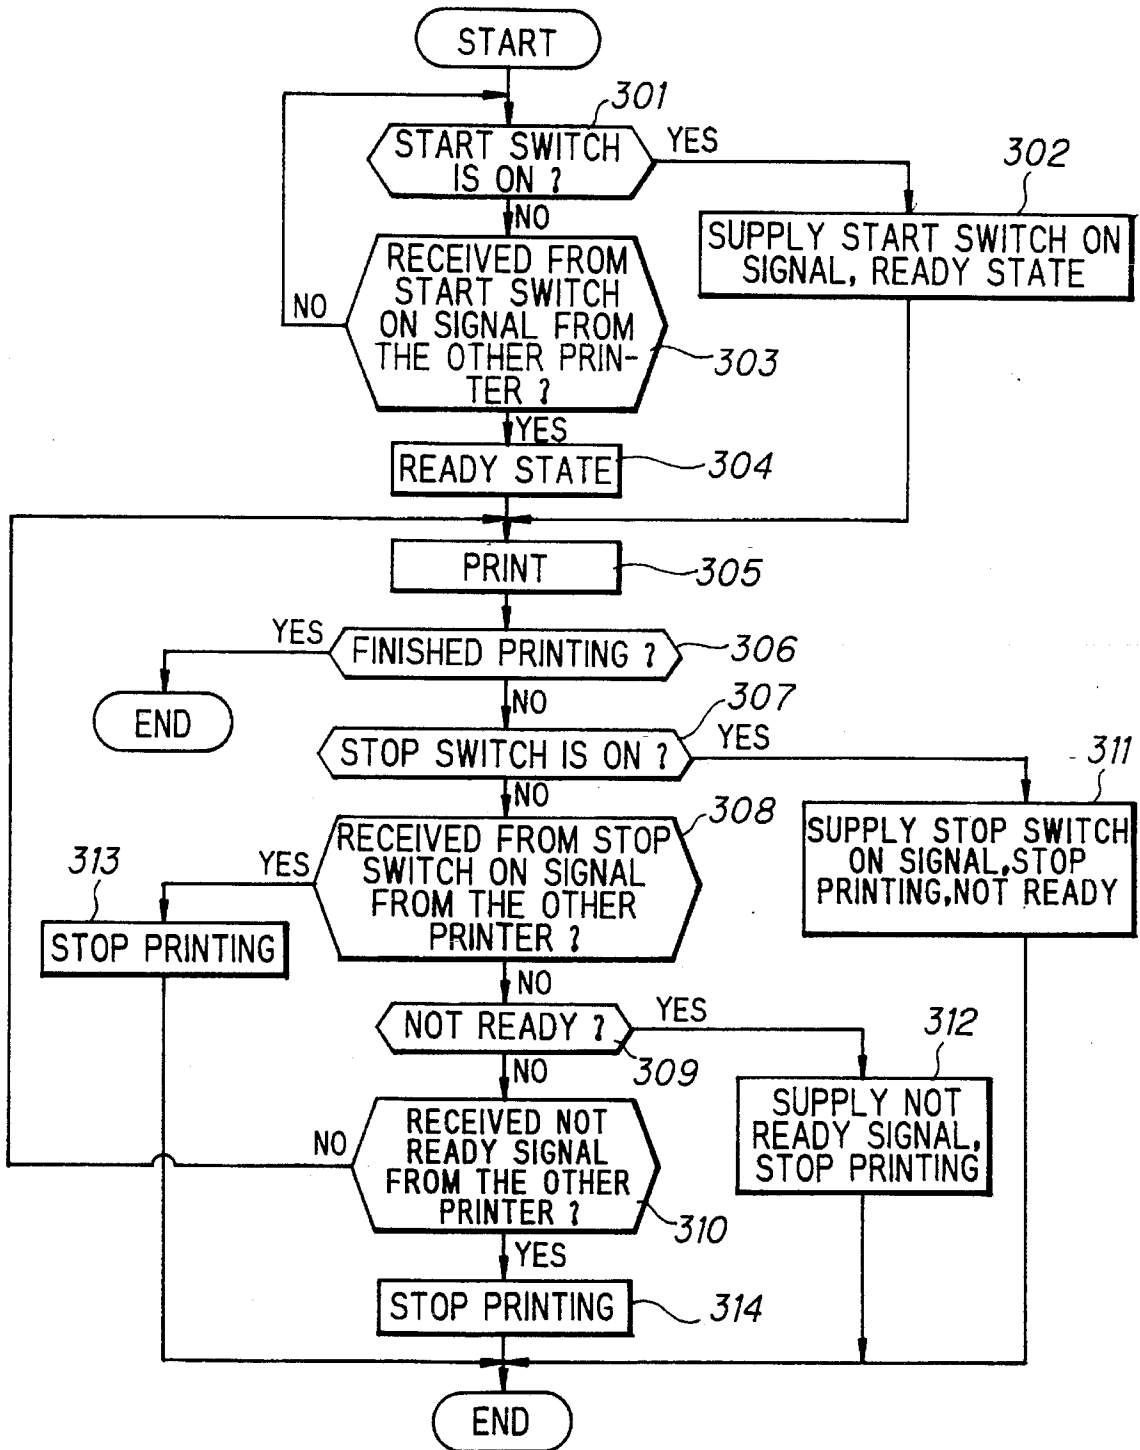 START
301
START SWITCH
IS ON ?
YES
302
SUPPLY START SWITCH ON
SIGNAL, READY STATE
NO
RECEIVED FROM
START SWITCH
ON SIGNAL FROM
THE OTHER PRIN-
TER ?
NO
303
YES
READY STATE
304
PRINT
305
YES
FINISHED PRINTING ?
306
END
NO
307
STOP SWITCH IS ON ?
YES
311
NO
308
SUPPLY STOP SWITCH
ON SIGNAL,STOP
PRINTING,NOT READY
RECEIVED FROM STOP
SWITCH ON SIGNAL
FROM THE OTHER
PRINTER ?
YES
313
STOP PRINTING
NO
NOT READY ?
YES
309
312
NO
SUPPLY NOT
READY SIGNAL,
STOP PRINTING
RECEIVED NOT
READY SIGNAL
FROM THE OTHER
PRINTER ?
NO
310
YES
STOP PRINTING
314
END